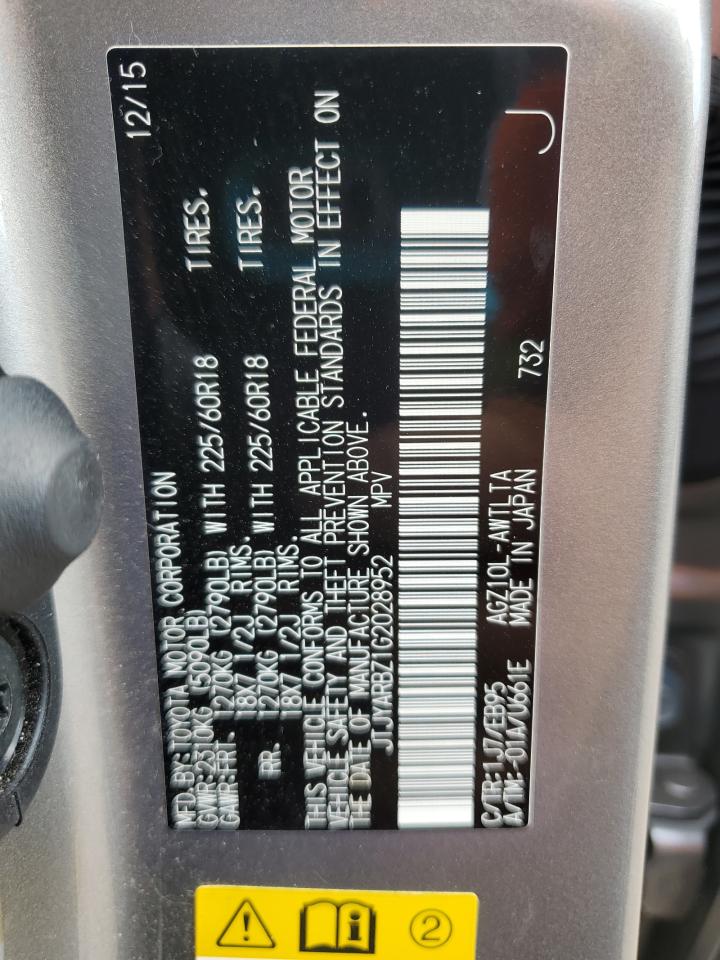 MFD.BY:TOYOTA MOTOR CORPORATION 12/15
GVWR:2310KG (5090LB)
GAWR:FRT. 1270KG (2790LB) WITH 225/60R18 TIRES.
18X7 1/2J RIMS.
RR. 1270KG (2790LB) WITH 225/60R18 TIRES.
18X7 1/2J RIMS.
THIS VEHICLE CONFORMS TO ALL APPLICABLE FEDERAL MOTOR
VEHICLE SAFETY AND THEFT PREVENTION STANDARDS IN EFFECT ON
THE DATE OF MANUFACTURE SHOWN ABOVE.
JTJYARBZ1G2028952 MPV
C/TR:1J7/EB95 AGZ10L-AWTLTA
A/TM:-01A/U661E MADE IN JAPAN 732 J
2